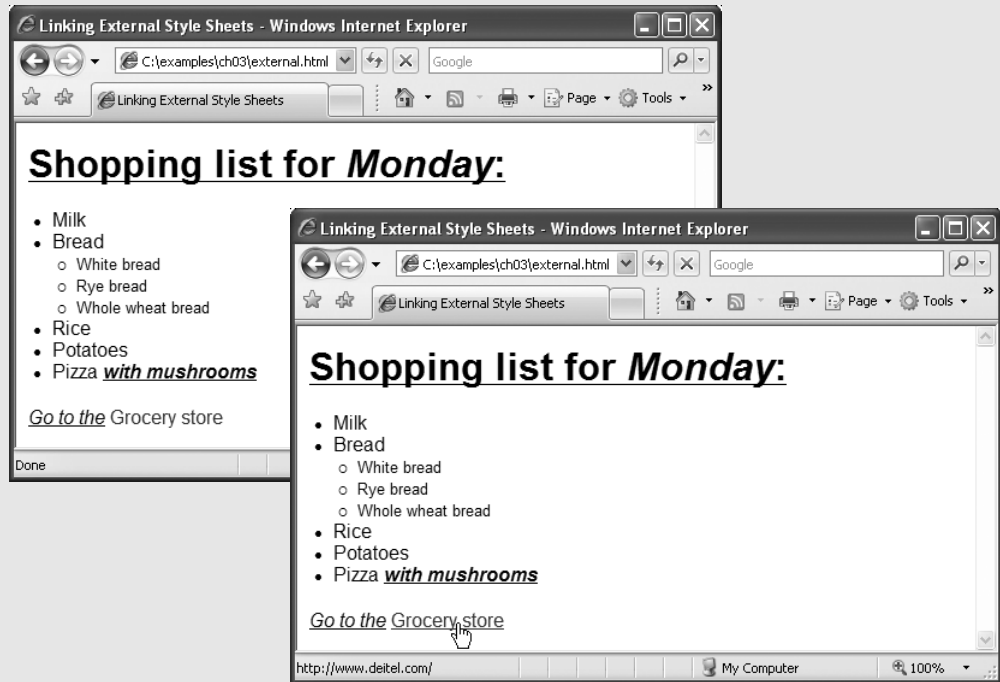 Linking External Style Sheets - Windows Internet Explorer
C:\examples\ch03\external.html
Google
Linking External Style Sheets
Page
Tools
»
Shopping list for Monday:
• Milk
• Bread
○ White bread
○ Rye bread
○ Whole wheat bread
• Rice
• Potatoes
• Pizza with mushrooms
Go to the Grocery store
Done
Linking External Style Sheets - Windows Internet Explorer
C:\examples\ch03\external.html
Google
Linking External Style Sheets
Page
Tools
»
Shopping list for Monday:
• Milk
• Bread
○ White bread
○ Rye bread
○ Whole wheat bread
• Rice
• Potatoes
• Pizza with mushrooms
Go to the Grocery store
http://www.deitel.com/
My Computer
100%